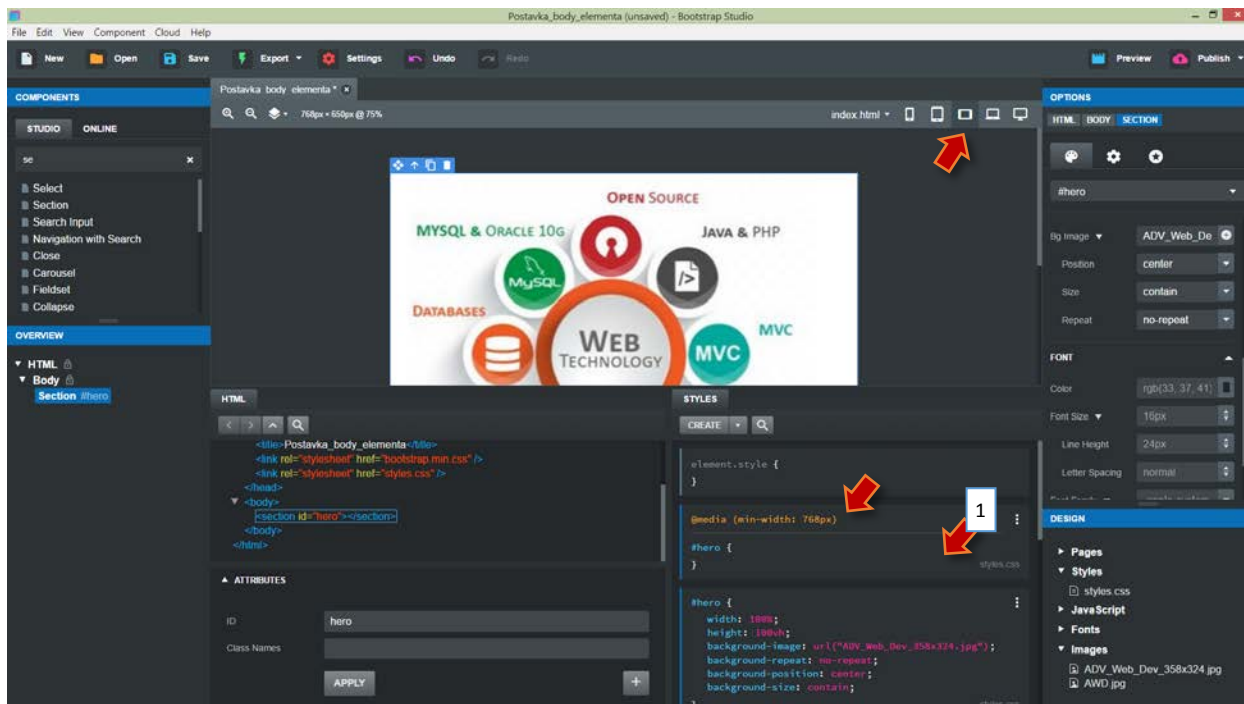 Postavka_body_elementa (unsaved) - Bootstrap Studio
File Edit View Component Cloud Help
New Open Save Export Settings Undo Redo Preview Publish
COMPONENTS
STUDIO ONLINE
se
Select
Section
Search Input
Navigation with Search
Close
Carousel
Fieldset
Collapse
OVERVIEW
HTML
Body
Section #hero
Postavka body elementa *
768px × 650px @ 75%
index.html
OPEN SOURCE
MYSQL & ORACLE 10G
JAVA & PHP
MySQL
DATABASES
WEB
TECHNOLOGY
MVC
MVC
HTML
<title>Postavka_body_elementa</title>
<link rel="stylesheet" href="bootstrap.min.css" />
<link rel="stylesheet" href="styles.css" />
</head>
<body>
<section id="hero"></section>
</body>
</html>
ATTRIBUTES
ID hero
Class Names
APPLY +
STYLES
CREATE
element.style {
}
@media (min-width: 768px)
1
#hero {
}
styles.css
#hero {
width: 100%;
height: 100vh;
background-image: url("ADV_Web_Dev_358x324.jpg");
background-repeat: no-repeat;
background-position: center;
background-size: contain;
}
styles.css
OPTIONS
HTML BODY SECTION
#hero
Bg Image ADV_Web_De
Position center
Size contain
Repeat no-repeat
FONT
Color rgb(33, 37, 41)
Font Size 16px
Line Height 24px
Letter Spacing normal
DESIGN
Pages
Styles
styles.css
JavaScript
Fonts
Images
ADV_Web_Dev_358x324.jpg
AWD.jpg